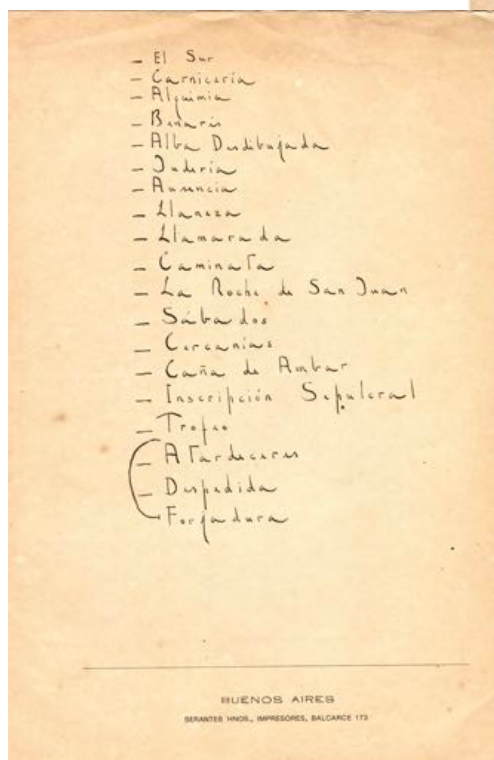 – El Sur
– Carnicería
– Alquimia
– Benarés
– Alba Desdibujada
– Judería
– Ausencia
– Llaneza
– Llamarada
– Caminata
– La Noche de San Juan
– Sábados
– Cercanías
– Caña de Ambar
– Inscripción Sepulcral
– Trofeo
– Atardeceres
– Despedida
– Forjadura
BUENOS AIRES
SERANTES HNOS., IMPRESORES, BALCARCE 173